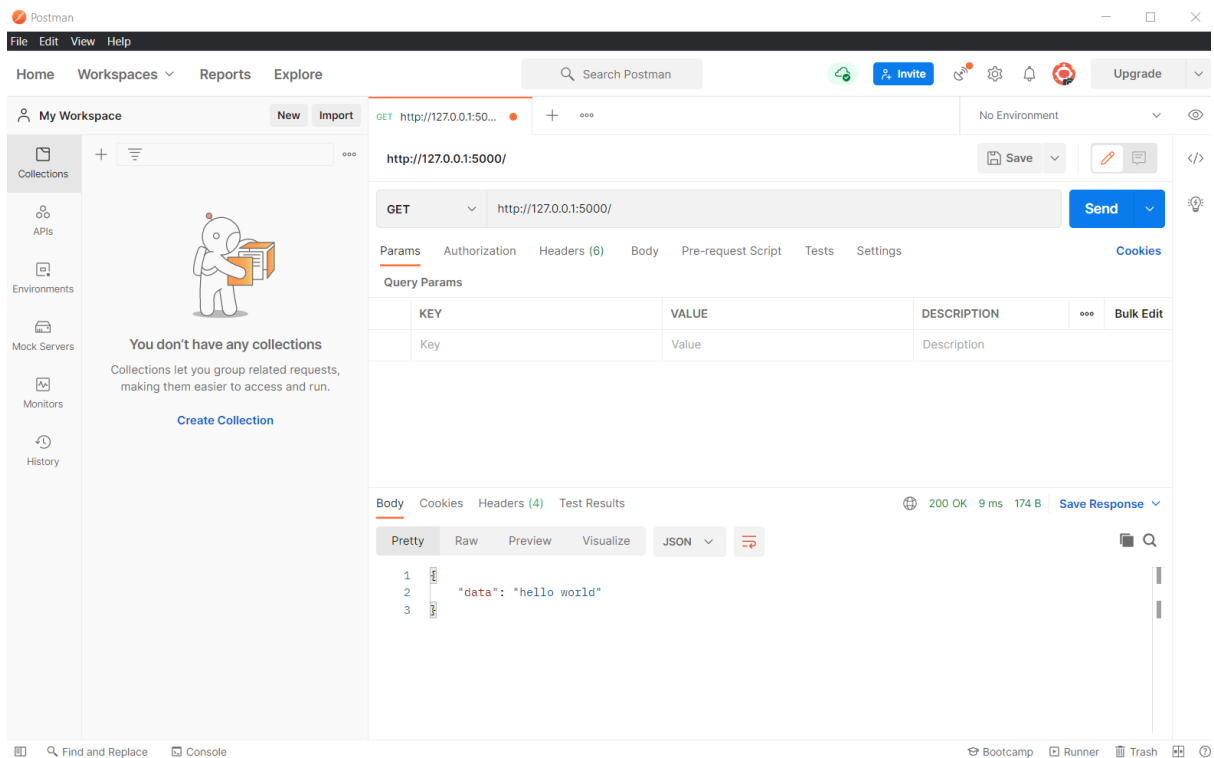 Postman
File Edit View Help
Home Workspaces Reports Explore Search Postman Invite Upgrade
My Workspace New Import GET http://127.0.0.1:50... No Environment
Collections
http://127.0.0.1:5000/ Save
APIs
GET http://127.0.0.1:5000/ Send
Environments
Params Authorization Headers (6) Body Pre-request Script Tests Settings Cookies
Query Params
KEY VALUE DESCRIPTION Bulk Edit
Mock Servers
Key Value Description
You don't have any collections
Collections let you group related requests,
making them easier to access and run.
Monitors
Create Collection
History
Body Cookies Headers (4) Test Results 200 OK 9 ms 174 B Save Response
Pretty Raw Preview Visualize JSON
1 {
2 "data": "hello world"
3 }
Find and Replace Console Bootcamp Runner Trash